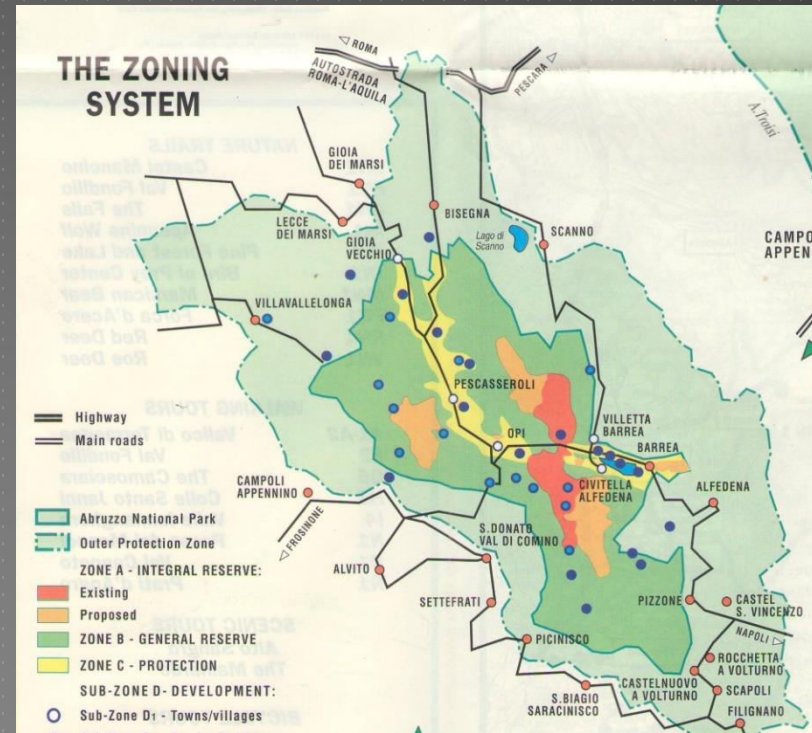 THE ZONING
SYSTEM
ROMA
AUTOSTRADA
ROMA-L'AQUILA
PESCARA
A.Troisi
GIOIA
DEI MARSI
LECCE
DEI MARSI
GIOIA
VECCHIO
BISEGNA
Lago di
Scanno
SCANNO
CAMPO
APPEN
VILLAVALLELONGA
PESCASSEROLI
OPI
VILLETTA
BARREA
BARREA
CIVITELLA
ALFEDENA
ALFEDENA
CAMPOLI
APPENNINO
FROSINONE
ALVITO
S.DONATO
VAL DI COMINO
SETTEFRATI
PICINISCO
PIZZONE
CASTEL
S. VINCENZO
NAPOLI
ROCCHETTA
A VOLTURNO
CASTELNUOVO
A VOLTURNO
SCAPOLI
S.BIAGIO
SARACINISCO
FILIGNANO
Highway
Main roads
Abruzzo National Park
Outer Protection Zone
ZONE A - INTEGRAL RESERVE:
Existing
Proposed
ZONE B - GENERAL RESERVE
ZONE C - PROTECTION
SUB-ZONE D- DEVELOPMENT:
Sub-Zone D1 - Towns/villages